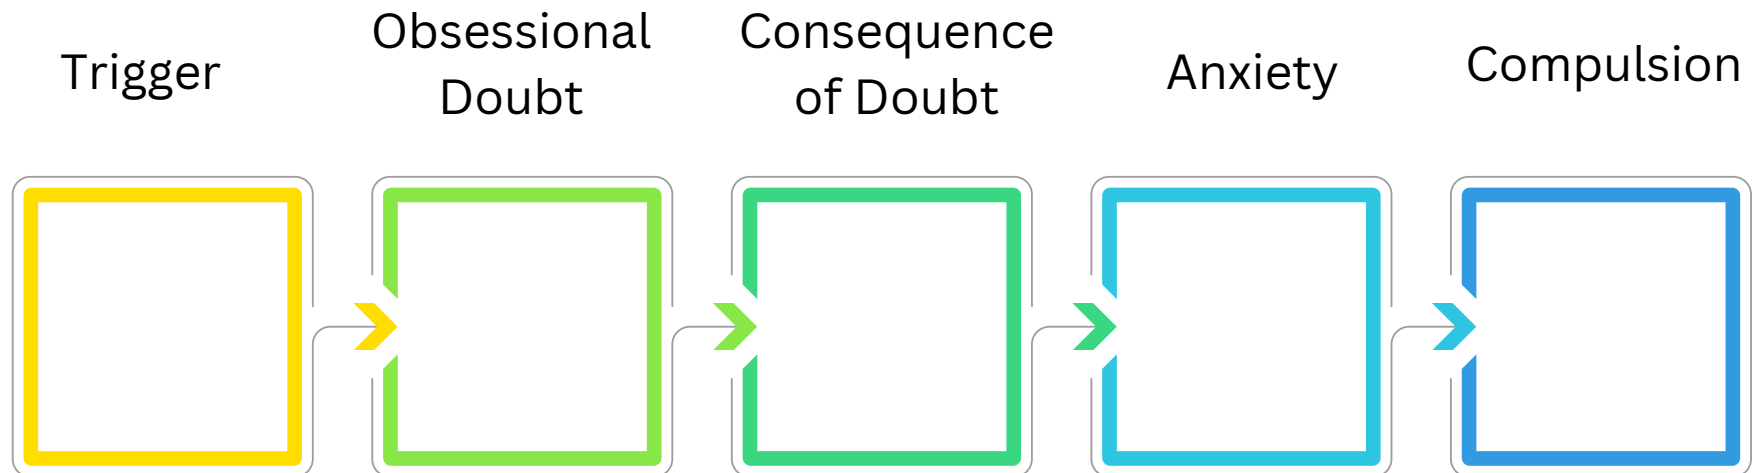 Trigger
Obsessional
Doubt
Consequence
of Doubt
Anxiety
Compulsion